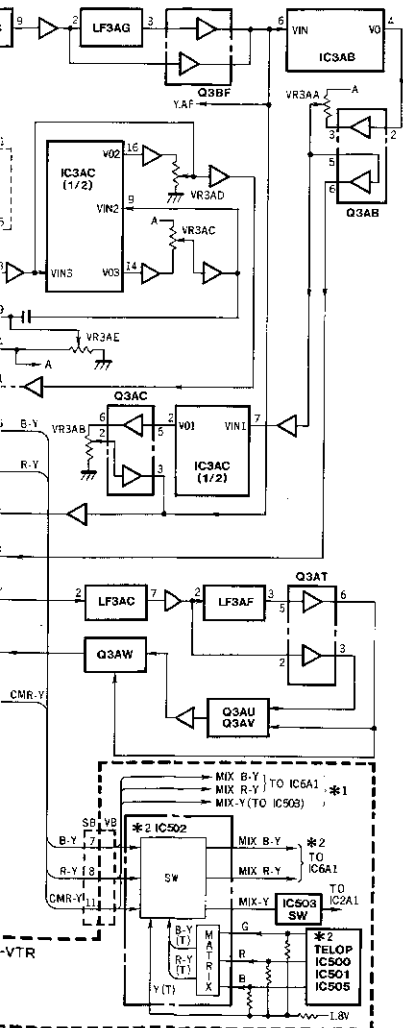 9
2 LF3AG 3
Q3BF
6 VIN VO 4
IC3AB
Y.AF
VR3AA A
3 2
5
6
Q3AB
IC3AC
(1/2)
VO2 16
VR3AD
VIN2 9
A VR3AC
VIN3 VO3 14
VR3AE
A
Q3AC
B-Y
VR3AB 6 5 2 VO1 VIN1 7
2 3
IC3AC
(1/2)
R-Y
2 LF3AC 7 2 LF3AF 3
Q3AT
5 6
2 3
Q3AW
Q3AU
Q3AV
CMR-Y
MIX B-Y
MIX R-Y TO IC6A1 *1
MIX-Y (TO IC503)
SB VB
*2 IC502
B-Y 7
R-Y 8
CMR-Y 11
SW
MIX B-Y *2
TO
MIX R-Y IC6A1
MIX-Y IC503
SW
TO
IC2A1
B-Y
(T)
R-Y
(T)
Y(T)
MATRIX
G
R
B
*2
TELOP
IC500
IC501
IC505
1.8V
-VTR